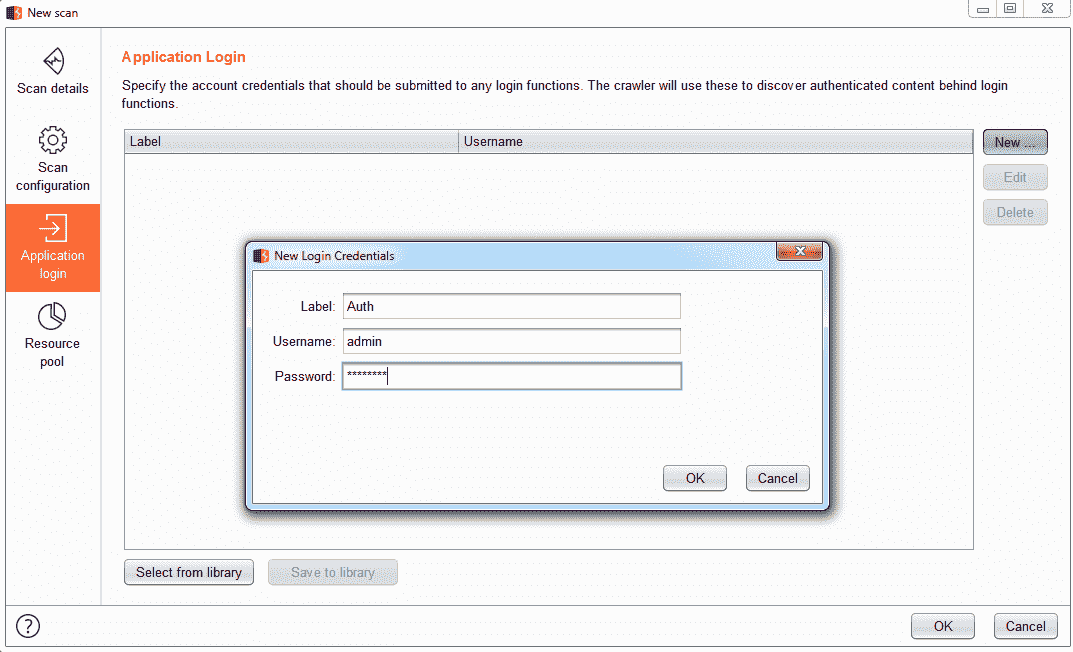 New scan
Scan details
Scan
configuration
Application
login
Resource
pool
Application Login
Specify the account credentials that should be submitted to any login functions. The crawler will use these to discover authenticated content behind login
functions.
Label Username
New ...
Edit
Delete
New Login Credentials
Label: Auth
Username: admin
Password: ********
OK Cancel
Select from library Save to library
? OK Cancel